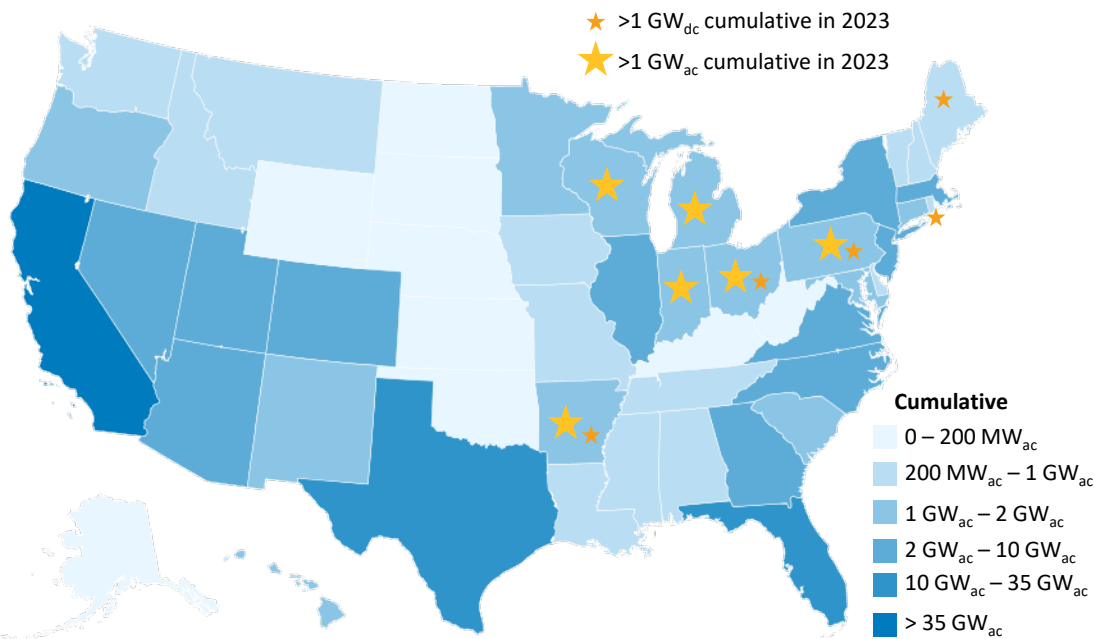 >1 GWdc cumulative in 2023
>1 GWac cumulative in 2023
Cumulative
0 – 200 MWac
200 MWac – 1 GWac
1 GWac – 2 GWac
2 GWac – 10 GWac
10 GWac – 35 GWac
> 35 GWac